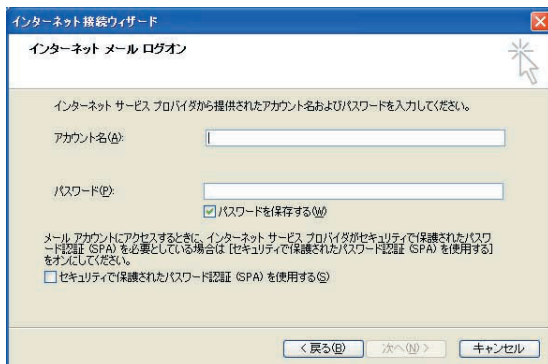 インターネット接続ウィザード
インターネット メール ログオン
インターネット サービス プロバイダから提供されたアカウント名およびパスワードを入力してください。
アカウント名(A):
パスワード(P):
パスワードを保存する(W)
メール アカウントにアクセスするときに、インターネット サービス プロバイダがセキュリティで保護されたパスワ
ード認証 (SPA) を必要としている場合は [セキュリティで保護されたパスワード認証 (SPA) を使用する]
をオンにしてください。
セキュリティで保護されたパスワード認証 (SPA) を使用する(S)
< 戻る(B) 次へ(N) > キャンセル